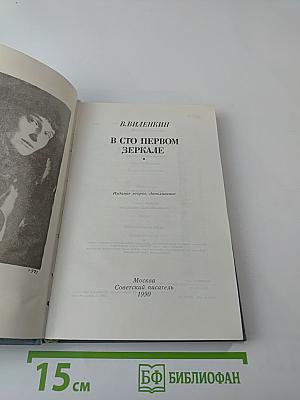 В. ВИЛЕНКИН
В СТО ПЕРВОМ
ЗЕРКАЛЕ
Издание второе, дополненное
Москва
Советский писатель
1990
15 см
БФ БИБЛИОФАН